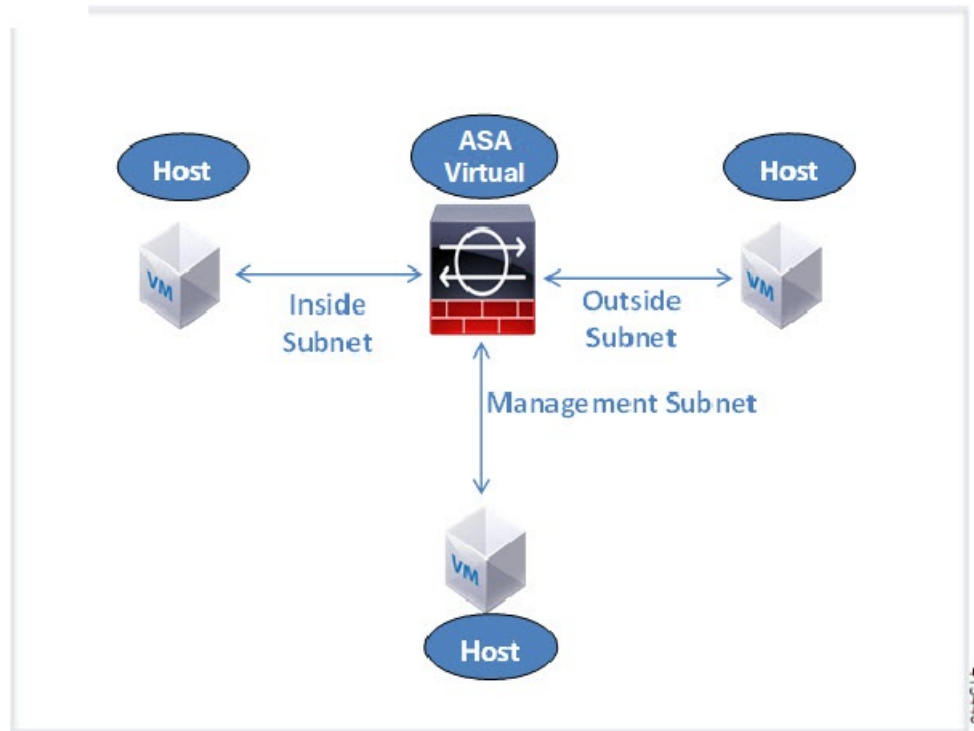 Host
ASA
Virtual
Host
VM
Inside
Subnet
Outside
Subnet
VM
Management Subnet
VM
Host